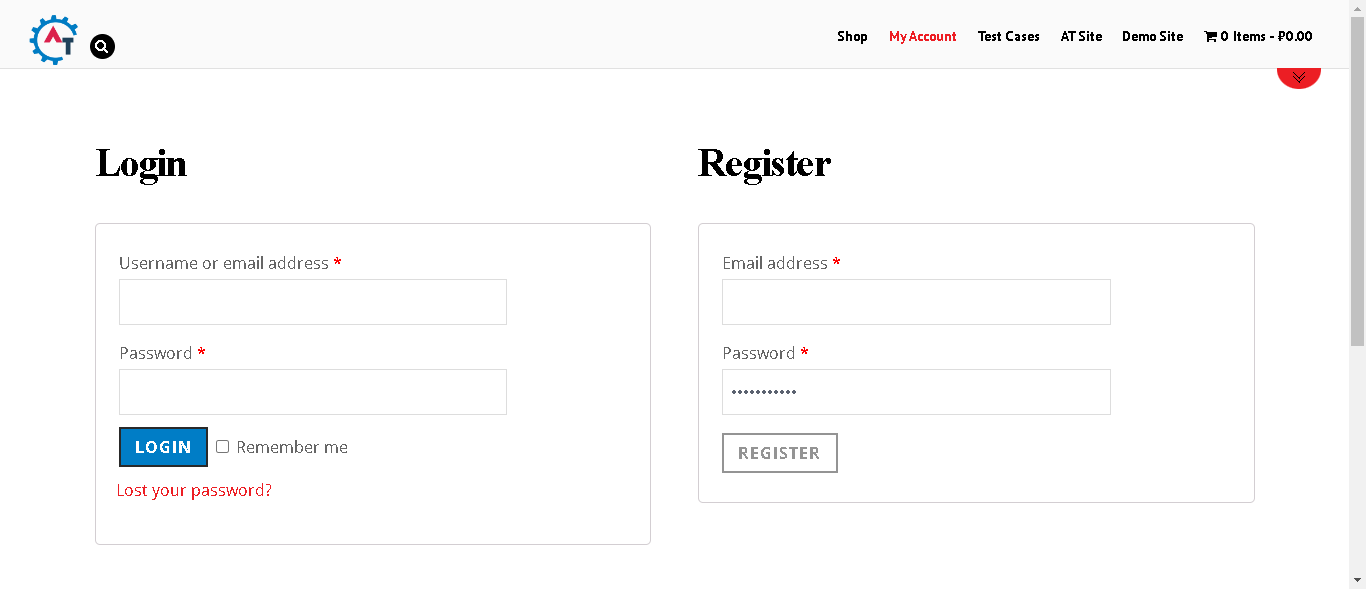 AT
Shop My Account Test Cases AT Site Demo Site 0 Items - ₽0.00
Login
Username or email address *
Password *
LOGIN Remember me
Lost your password?
Register
Email address *
Password *
•••••••••••
REGISTER